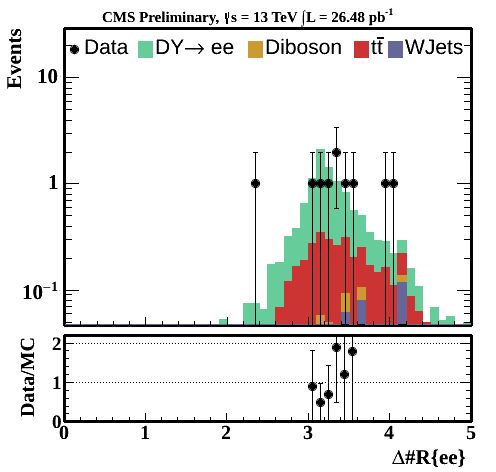 CMS Preliminary, √s = 13 TeV ∫L = 26.48 pb⁻¹
Events
Data DY→ ee Diboson tt̄ WJets
10
1
10⁻¹
Data/MC
2
1
0
0 1 2 3 4 5
Δ#R{ee}